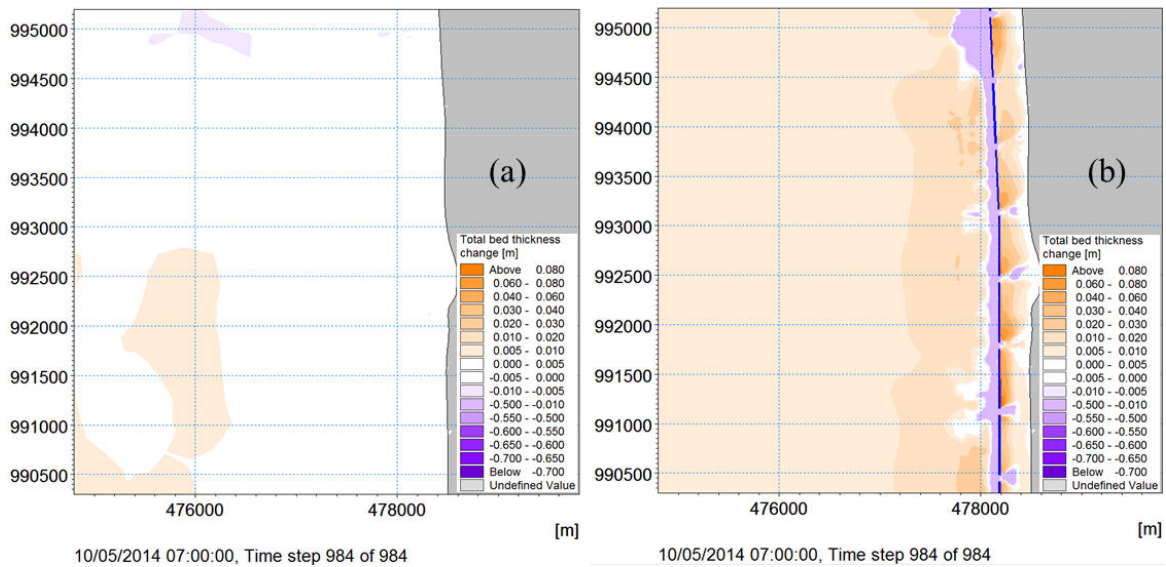 995000
994500
994000
993500
993000
992500
992000
991500
991000
990500
(a)
Total bed thickness
change [m]
Above 0.080
0.060 - 0.080
0.040 - 0.060
0.030 - 0.040
0.020 - 0.030
0.010 - 0.020
0.005 - 0.010
0.000 - 0.005
-0.005 - 0.000
-0.010 - -0.005
-0.500 - -0.010
-0.550 - -0.500
-0.600 - -0.550
-0.650 - -0.600
-0.700 - -0.650
Below -0.700
Undefined Value
476000 478000
[m]
10/05/2014 07:00:00, Time step 984 of 984
995000
994500
994000
993500
993000
992500
992000
991500
991000
990500
(b)
Total bed thickness
change [m]
Above 0.080
0.060 - 0.080
0.040 - 0.060
0.030 - 0.040
0.020 - 0.030
0.010 - 0.020
0.005 - 0.010
0.000 - 0.005
-0.005 - 0.000
-0.010 - -0.005
-0.500 - -0.010
-0.550 - -0.500
-0.600 - -0.550
-0.650 - -0.600
-0.700 - -0.650
Below -0.700
Undefined Value
476000 478000
[m]
10/05/2014 07:00:00, Time step 984 of 984